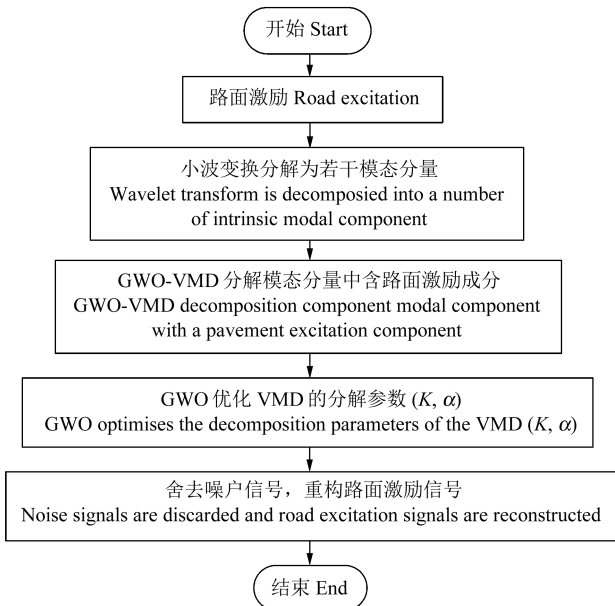 开始 Start
路面激励 Road excitation
小波变换分解为若干模态分量
Wavelet transform is decomposied into a number
of intrinsic modal component
GWO-VMD 分解模态分量中含路面激励成分
GWO-VMD decomposition component modal component
with a pavement excitation component
GWO 优化 VMD 的分解参数 (K, α)
GWO optimises the decomposition parameters of the VMD (K, α)
舍去噪户信号，重构路面激励信号
Noise signals are discarded and road excitation signals are reconstructed
结束 End